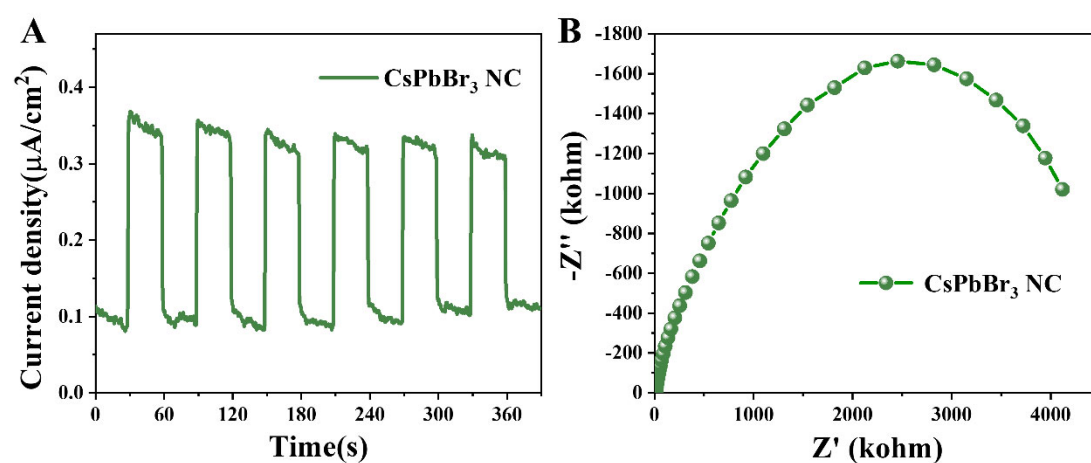 A
CsPbBr₃ NC
Current density(μA/cm²)
0.4
0.3
0.2
0.1
0.0
0 60 120 180 240 300 360
Time(s)
B
-Z'' (kohm)
-1800
-1600
-1400
-1200
-1000
-800
-600
-400
-200
0
CsPbBr₃ NC
0 1000 2000 3000 4000
Z' (kohm)